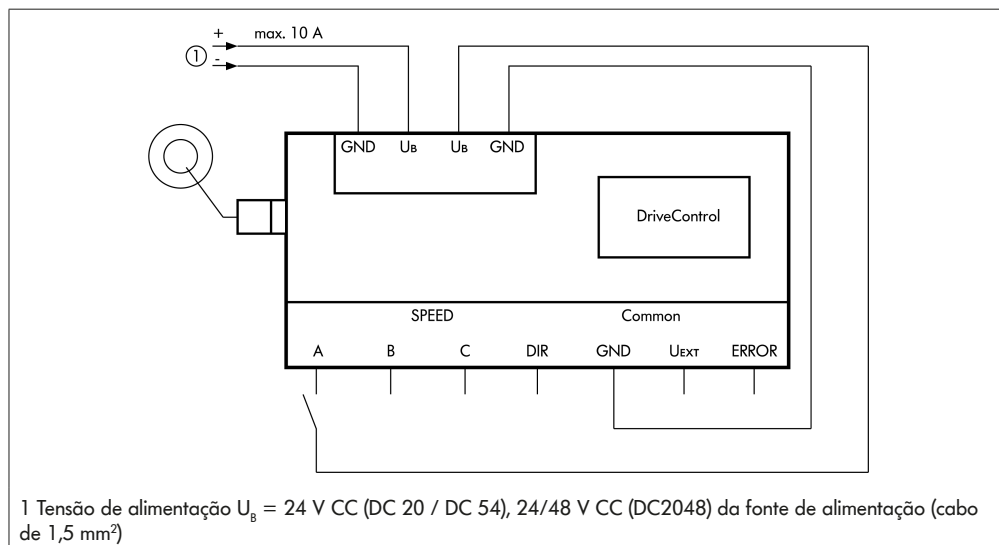 + max. 10 A
1
-
GND UB UB GND
DriveControl
SPEED Common
A B C DIR GND UEXT ERROR
1 Tensão de alimentação UB = 24 V CC (DC 20 / DC 54), 24/48 V CC (DC2048) da fonte de alimentação (cabo
de 1,5 mm²)